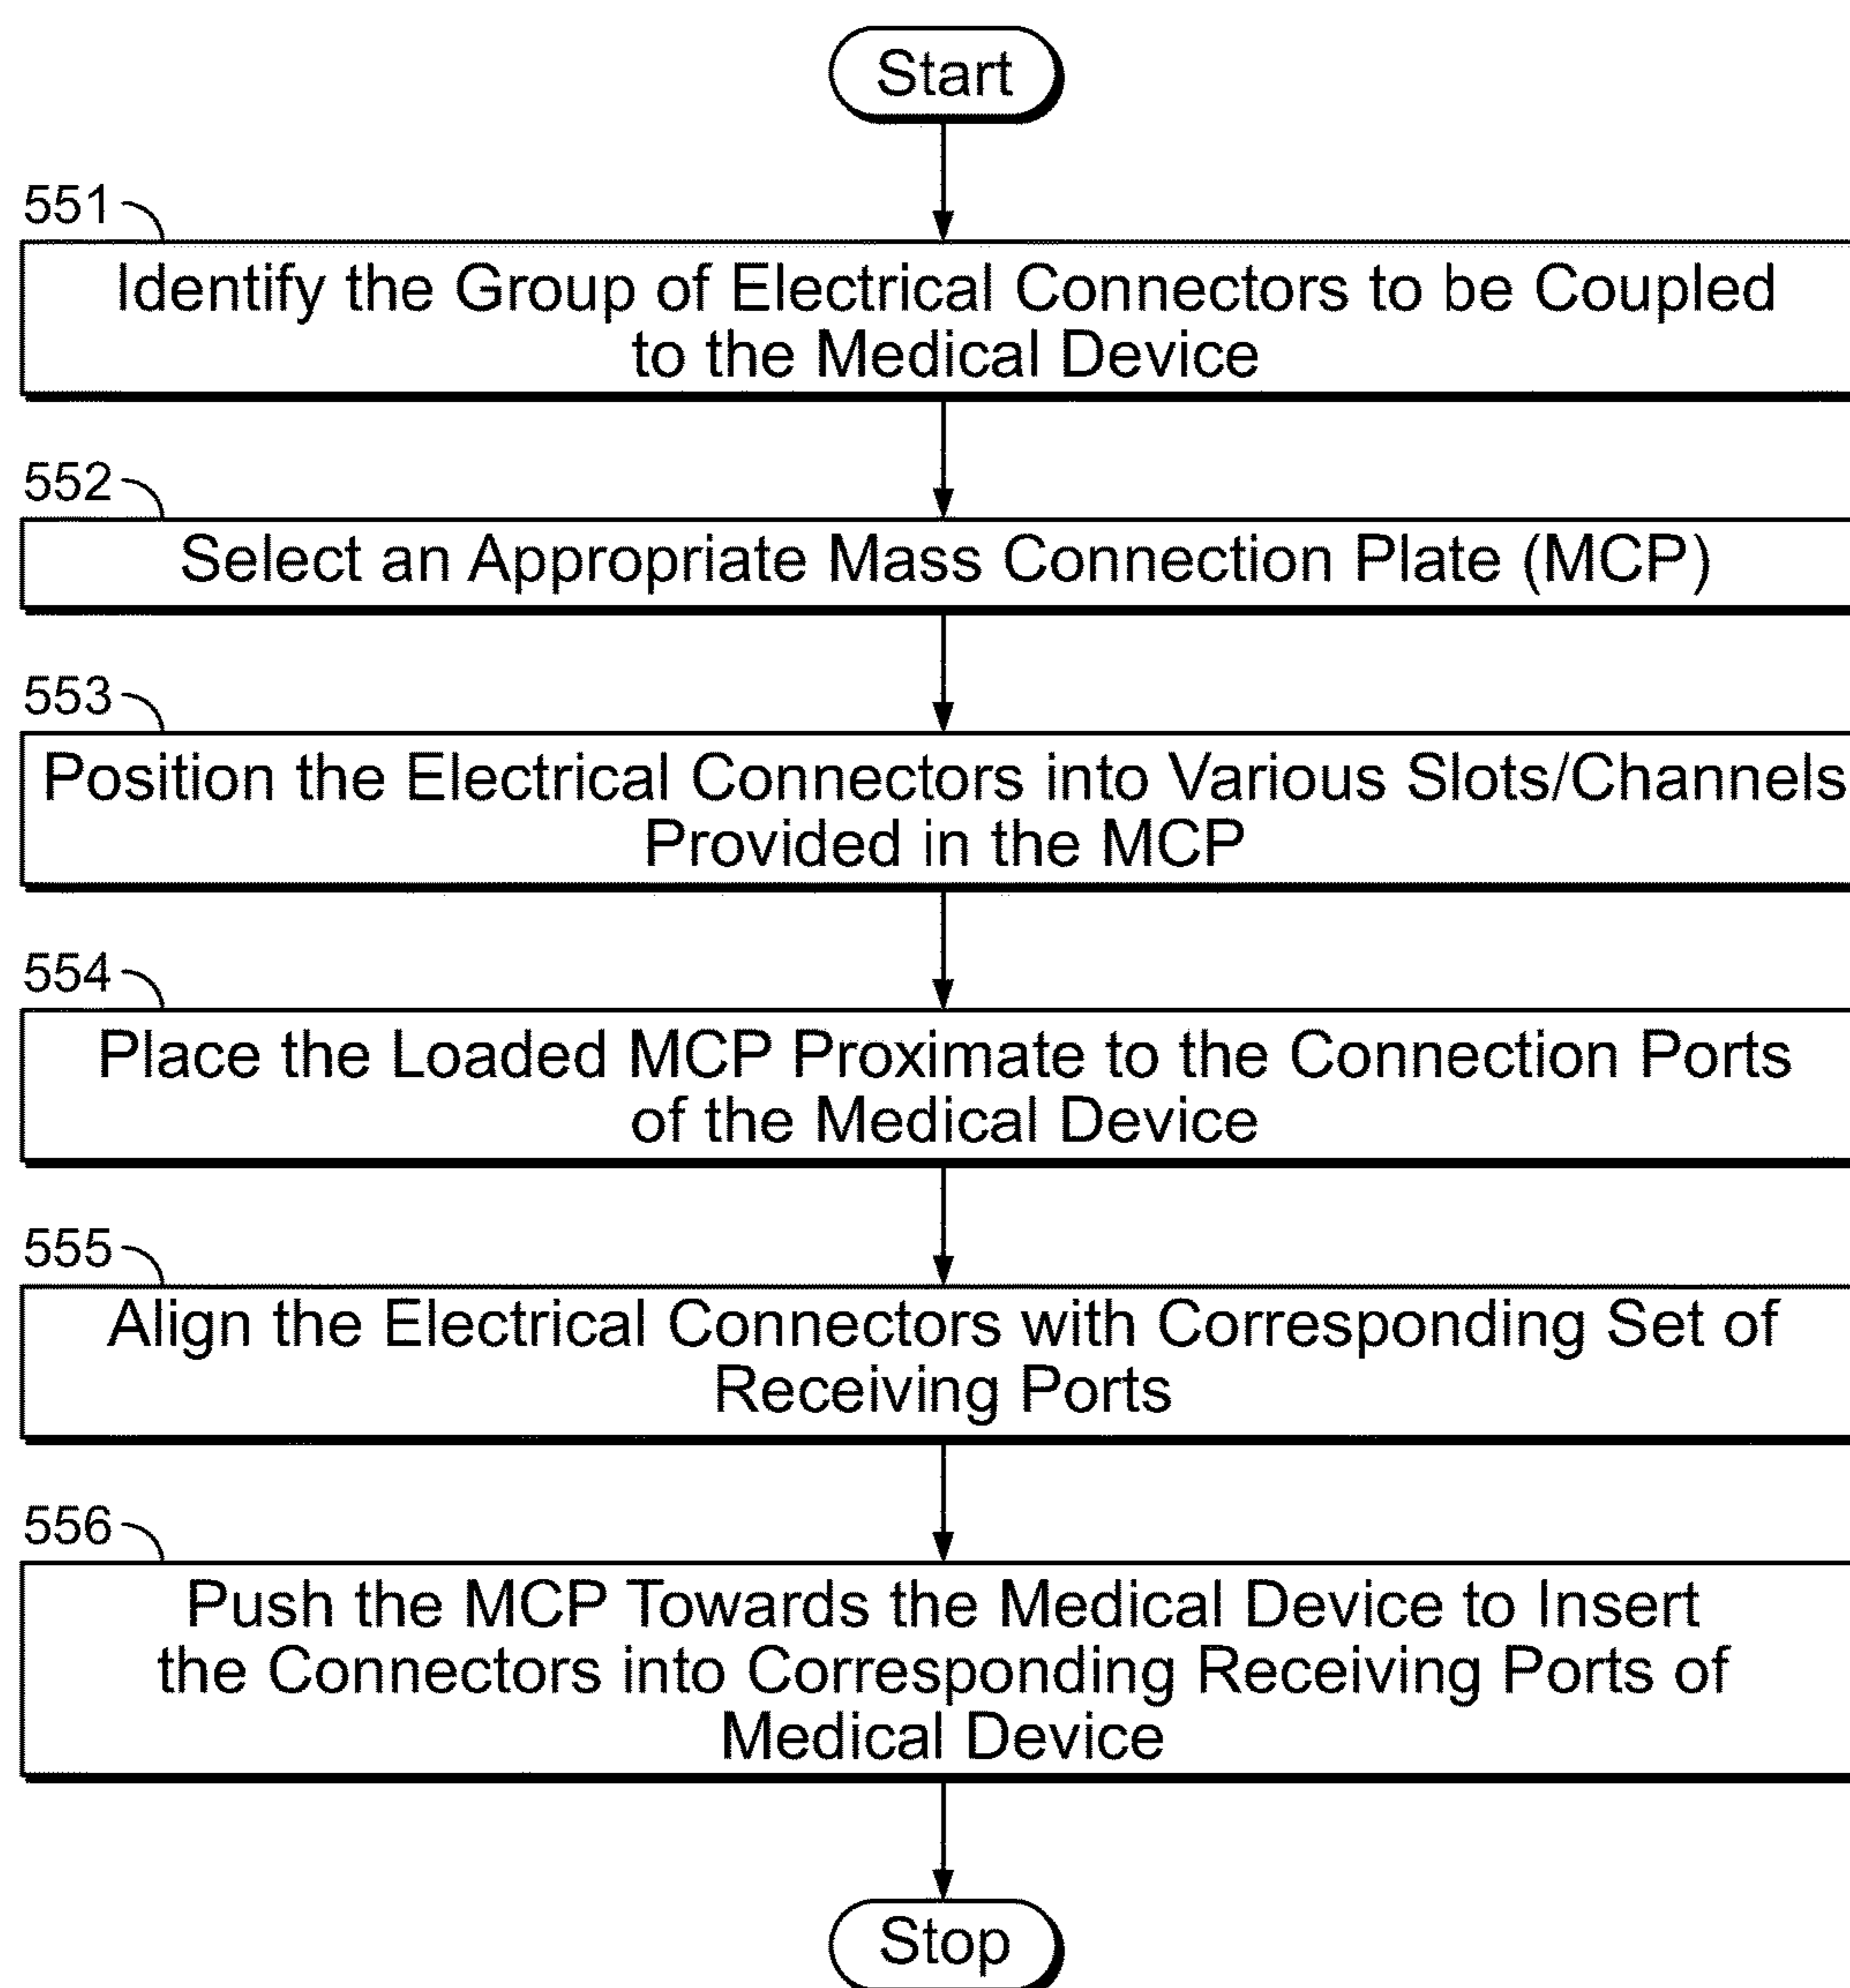 Start
551
Identify the Group of Electrical Connectors to be Coupled
to the Medical Device
552
Select an Appropriate Mass Connection Plate (MCP)
553
Position the Electrical Connectors into Various Slots/Channels
Provided in the MCP
554
Place the Loaded MCP Proximate to the Connection Ports
of the Medical Device
555
Align the Electrical Connectors with Corresponding Set of
Receiving Ports
556
Push the MCP Towards the Medical Device to Insert
the Connectors into Corresponding Receiving Ports of
Medical Device
Stop